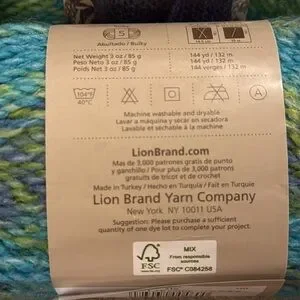 5
Abultado / Bulky
Net Weight 3 oz / 85 g
Peso Neto 3 oz / 85 g
Poids Net 3 oz / 85 g
144 yd / 132 m
144 yd / 132 m
144 verges / 132 m
104°F
40°C
A
Machine washable and dryable
Lavar a máquina y secar en secadora
Lavable et séchable à la machine
LionBrand.com
Mas de 3,000 patrones gratis de punto
y ganchillo / Pour plus de 3,000 patrons
gratuits de tricot et de crochet
Made in Turkey / Hecho en Turquía / Fait en Turquie
Lion Brand Yarn Company
New York, NY 10011 USA
Suggestion: Please purchase a sufficient
quantity of one dye lot to complete your project.
FSC
www.fsc.org
MIX
From responsible
sources
FSC® C084258